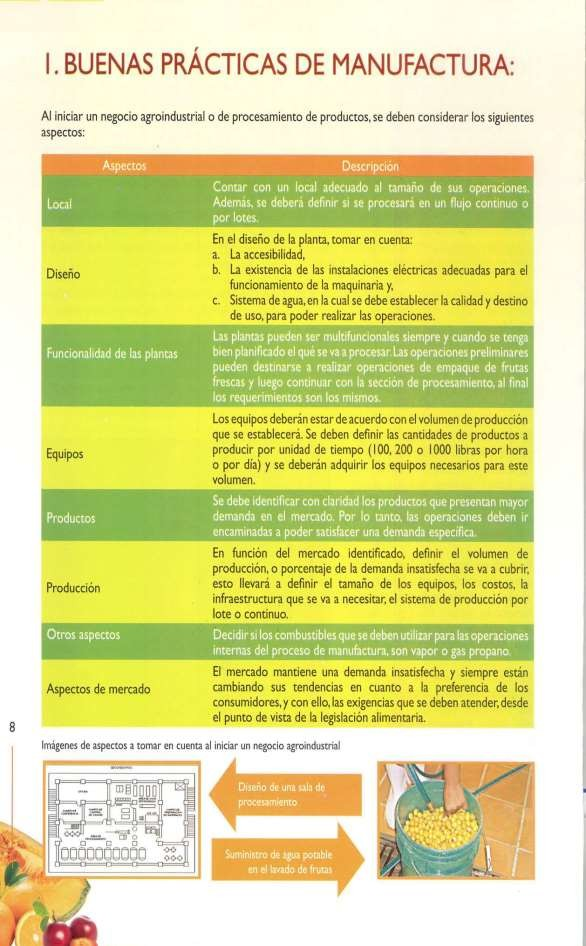 1. BUENAS PRÁCTICAS DE MANUFACTURA:
Al iniciar un negocio agroindustrial o de procesamiento de productos, se deben considerar los siguientes
aspectos:
Aspectos
Descripción
Local
Contar con un local adecuado al tamaño de sus operaciones.
Además, se deberá definir si se procesará en un flujo continuo o
por lotes.
Diseño
En el diseño de la planta, tomar en cuenta:
a. La accesibilidad,
b. La existencia de las instalaciones eléctricas adecuadas para el
funcionamiento de la maquinaria y,
c. Sistema de agua, en la cual se debe establecer la calidad y destino
de uso, para poder realizar las operaciones.
Funcionalidad de las plantas
Las plantas pueden ser multifuncionales siempre y cuando se tenga
bien planificado el qué se va a procesar. Las operaciones preliminares
pueden destinarse a realizar operaciones de empaque de frutas
frescas y luego continuar con la sección de procesamiento, al final
los requerimientos son los mismos.
Equipos
Los equipos deberán estar de acuerdo con el volumen de producción
que se establecerá. Se deben definir las cantidades de productos a
producir por unidad de tiempo (100, 200 o 1000 libras por hora
o por día) y se deberán adquirir los equipos necesarios para este
volumen.
Productos
Se debe identificar con claridad los productos que presentan mayor
demanda en el mercado. Por lo tanto, las operaciones deben ir
encaminadas a poder satisfacer una demanda específica.
Producción
En función del mercado identificado, definir el volumen de
producción, o porcentaje de la demanda insatisfecha se va a cubrir,
esto llevará a definir el tamaño de los equipos, los costos, la
infraestructura que se va a necesitar, el sistema de producción por
lote o continuo.
Otros aspectos
Decidir si los combustibles que se deben utilizar para las operaciones
internas del proceso de manufactura, son vapor o gas propano.
Aspectos de mercado
El mercado mantiene una demanda insatisfecha y siempre están
cambiando sus tendencias en cuanto a la preferencia de los
consumidores, y con ello, las exigencias que se deben atender, desde
el punto de vista de la legislación alimentaria.
8
Imágenes de aspectos a tomar en cuenta al iniciar un negocio agroindustrial
Diseño de una sala de
procesamiento
Suministro de agua potable
en el lavado de frutas